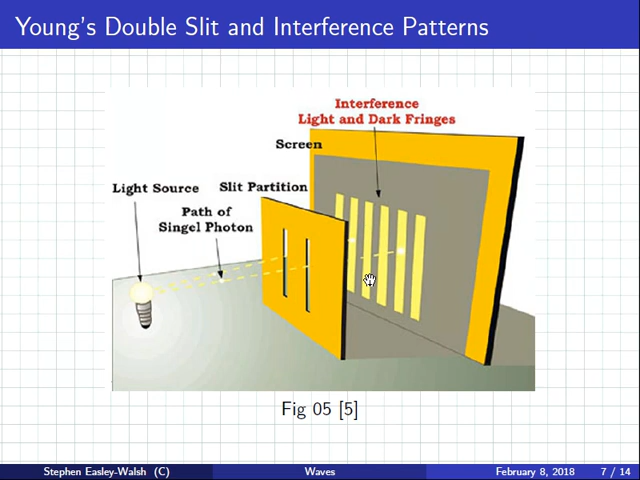 Young's Double Slit and Interference Patterns
Interference
Light and Dark Fringes
Screen
Light Source
Slit Partition
Path of
Singel Photon
Fig 05 [5]
Stephen Easley-Walsh (C)
Waves
February 8, 2018
7 / 14